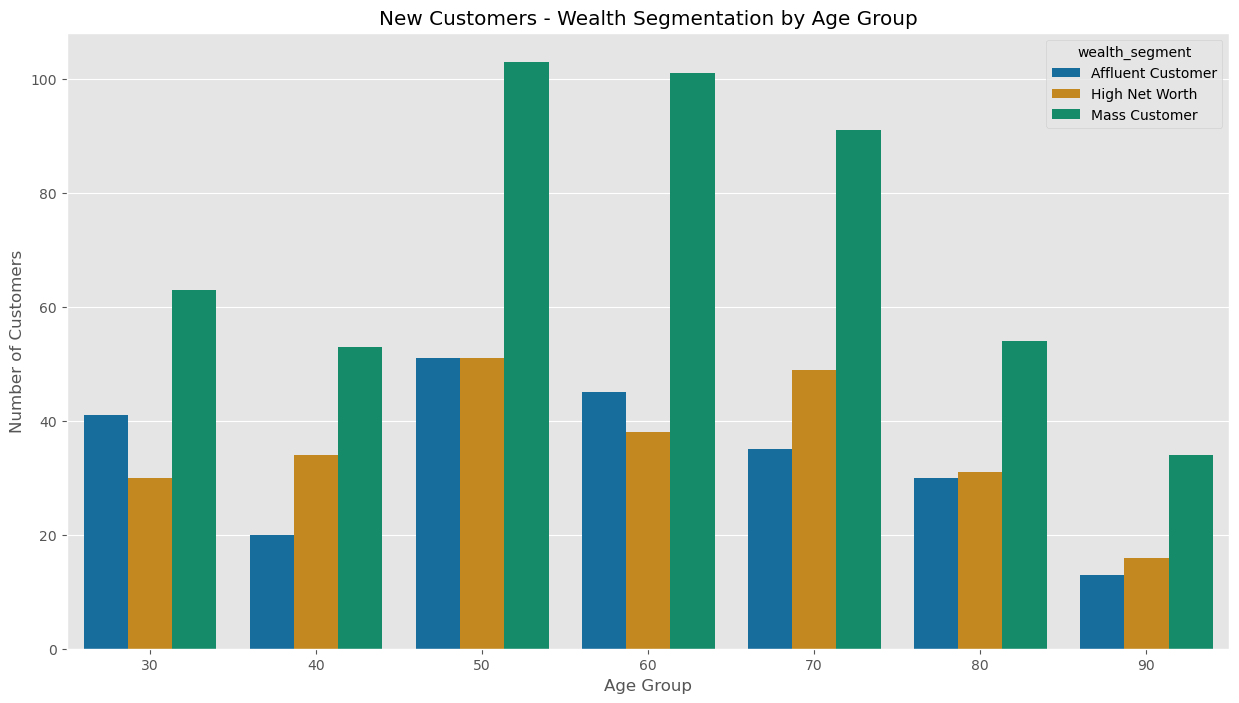 New Customers - Wealth Segmentation by Age Group
wealth_segment
Affluent Customer
High Net Worth
Mass Customer
Number of Customers
100
80
60
40
20
0
30 40 50 60 70 80 90
Age Group